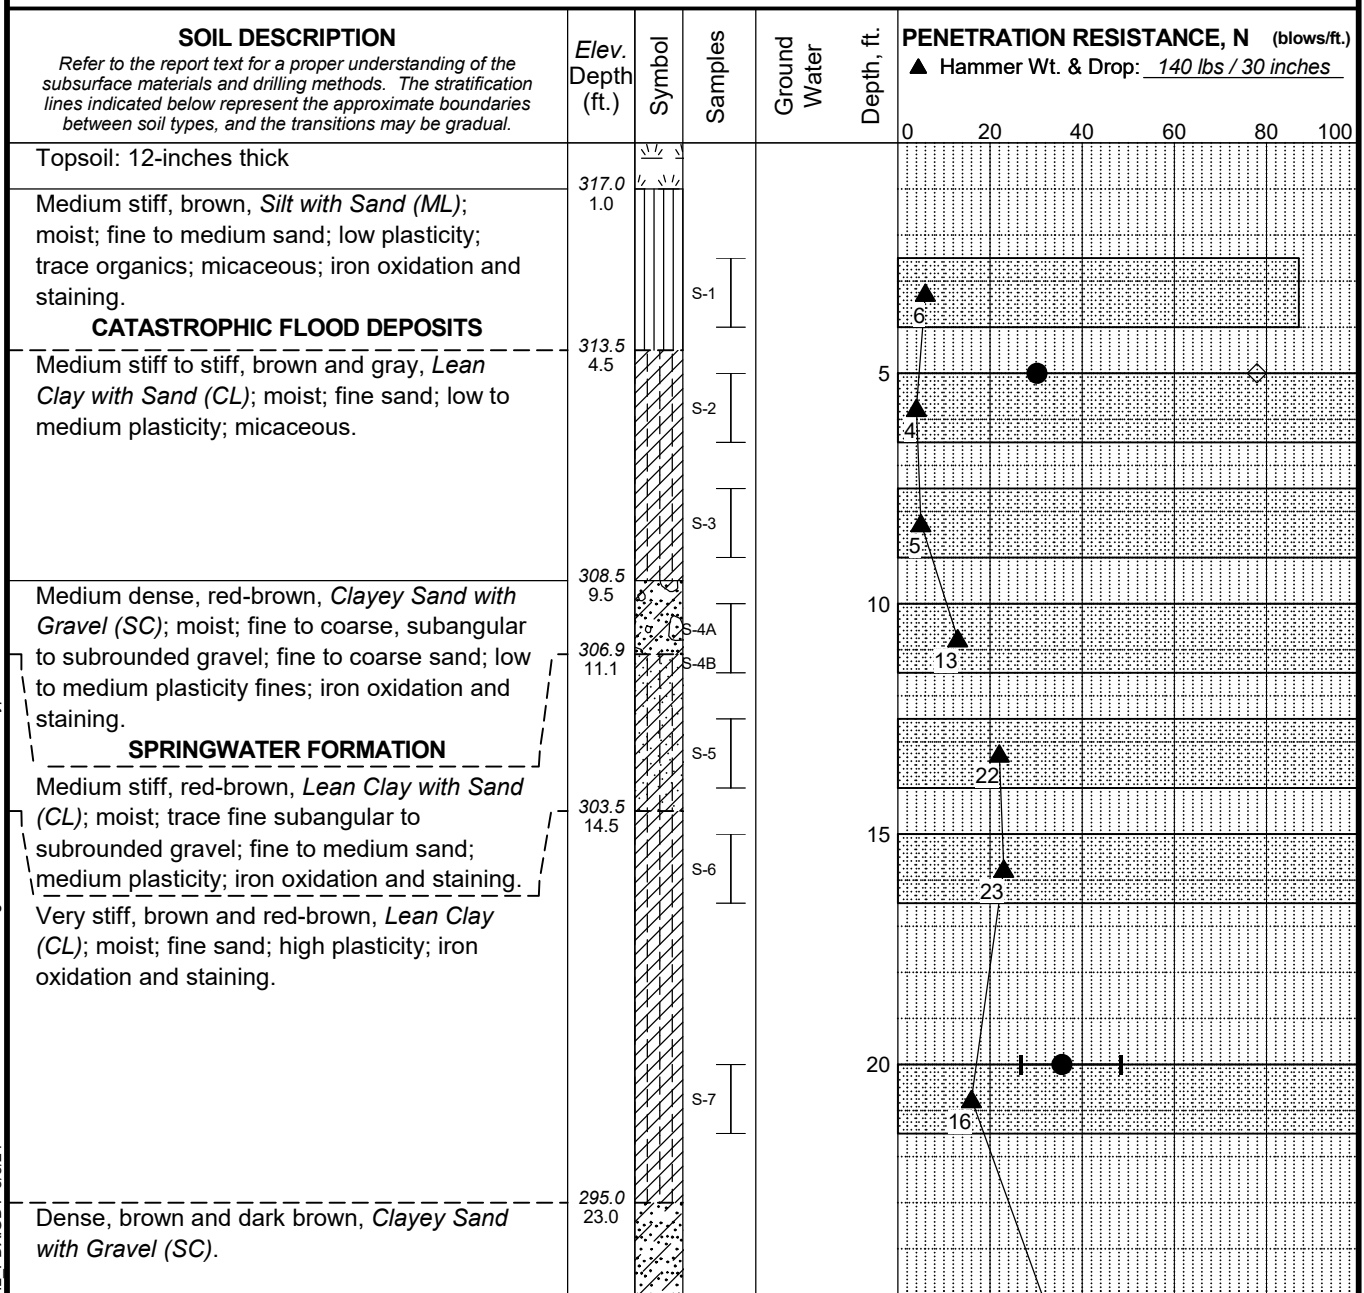 SOIL DESCRIPTION
Refer to the report text for a proper understanding of the
subsurface materials and drilling methods. The stratification
lines indicated below represent the approximate boundaries
between soil types, and the transitions may be gradual.
Elev.
Depth
(ft.)
Symbol
Samples
Ground
Water
Depth, ft.
PENETRATION RESISTANCE, N (blows/ft.)
▲ Hammer Wt. & Drop: 140 lbs / 30 inches
0 20 40 60 80 100
Topsoil: 12-inches thick
317.0
1.0
Medium stiff, brown, Silt with Sand (ML);
moist; fine to medium sand; low plasticity;
trace organics; micaceous; iron oxidation and
staining.
CATASTROPHIC FLOOD DEPOSITS
S-1
6
313.5
4.5
Medium stiff to stiff, brown and gray, Lean
Clay with Sand (CL); moist; fine sand; low to
medium plasticity; micaceous.
5
S-2
4
S-3
5
308.5
9.5
Medium dense, red-brown, Clayey Sand with
Gravel (SC); moist; fine to coarse, subangular
to subrounded gravel; fine to coarse sand; low
to medium plasticity fines; iron oxidation and
staining.
10
S-4A
306.9
11.1
S-4B
13
SPRINGWATER FORMATION
S-5
22
Medium stiff, red-brown, Lean Clay with Sand
(CL); moist; trace fine subangular to
subrounded gravel; fine to medium sand;
medium plasticity; iron oxidation and staining.
303.5
14.5
15
S-6
23
Very stiff, brown and red-brown, Lean Clay
(CL); moist; fine sand; high plasticity; iron
oxidation and staining.
20
S-7
16
295.0
23.0
Dense, brown and dark brown, Clayey Sand
with Gravel (SC).